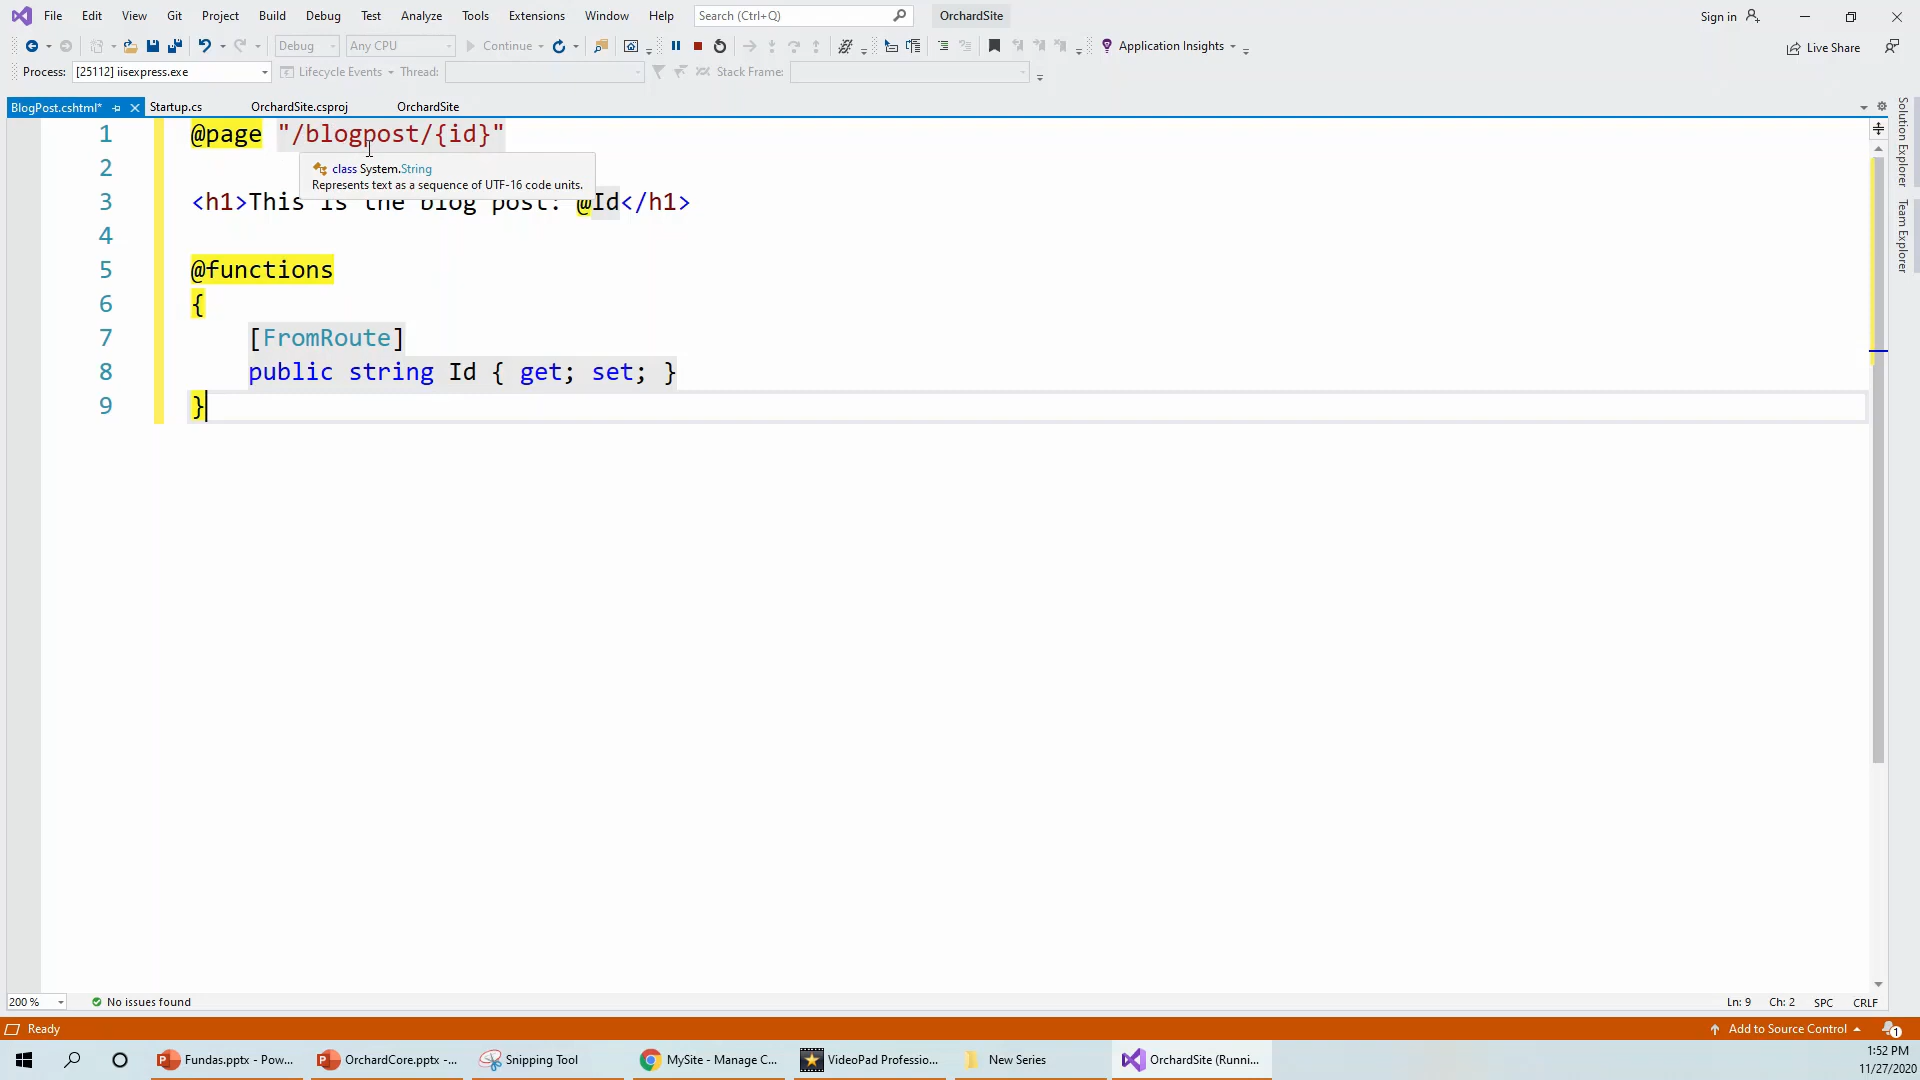 File Edit View Git Project Build Debug Test Analyze Tools Extensions Window Help Search (Ctrl+Q) OrchardSite Sign in
Debug Any CPU Continue Application Insights Live Share
Process: [25112] iisexpress.exe Lifecycle Events Thread: Stack Frame:
BlogPost.cshtml* Startup.cs OrchardSite.csproj OrchardSite
1 @page "/blogpost/{id}"
2
class System.String
Represents text as a sequence of UTF-16 code units.
3 <h1>This is the blog post: @Id</h1>
4
5 @functions
6 {
7 [FromRoute]
8 public string Id { get; set; }
9 }
Solution Explorer
Team Explorer
200 % No issues found Ln: 9 Ch: 2 SPC CRLF
Ready Add to Source Control 1
Fundas.pptx - Pow... OrchardCore.pptx -... Snipping Tool MySite - Manage C... VideoPad Professio... New Series OrchardSite (Runni...
1:52 PM
11/27/2020